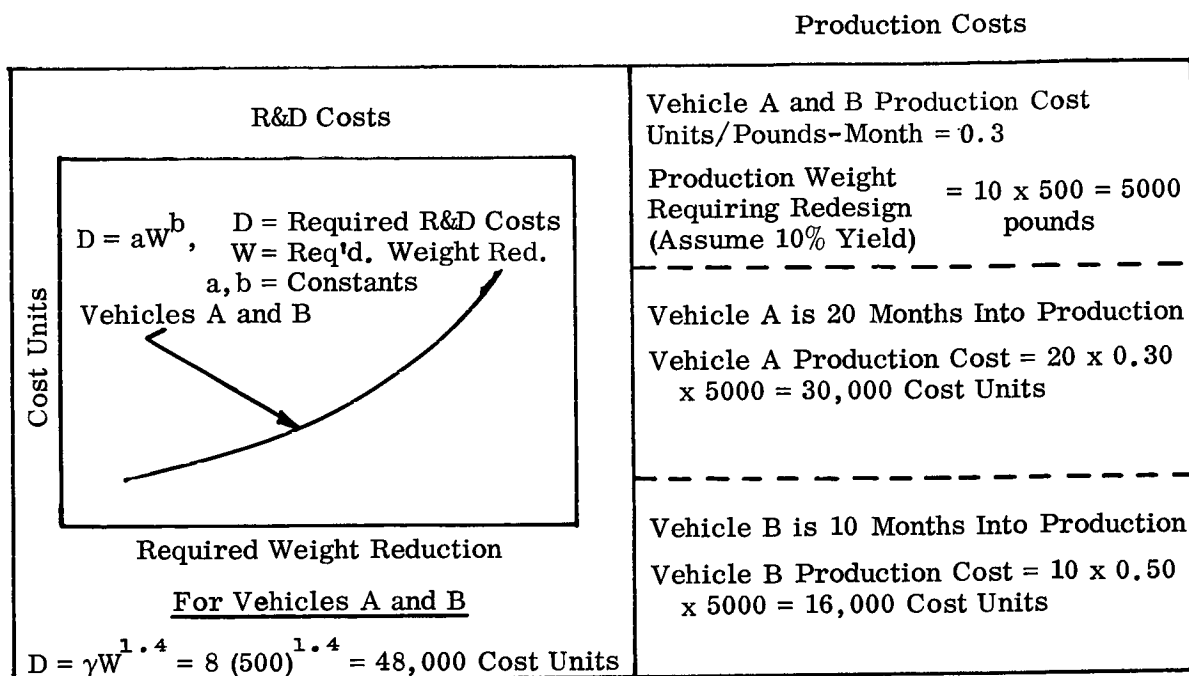 Production Costs
R&D Costs
D = aW^b, D = Required R&D Costs
W = Req'd. Weight Red.
a, b = Constants
Vehicles A and B
Cost Units
Required Weight Reduction
For Vehicles A and B
D = γW^1.4 = 8 (500)^1.4 = 48,000 Cost Units
Vehicle A and B Production Cost
Units/Pounds-Month = 0.3
Production Weight
Requiring Redesign = 10 x 500 = 5000
(Assume 10% Yield) pounds
Vehicle A is 20 Months Into Production
Vehicle A Production Cost = 20 x 0.30
x 5000 = 30,000 Cost Units
Vehicle B is 10 Months Into Production
Vehicle B Production Cost = 10 x 0.50
x 5000 = 16,000 Cost Units